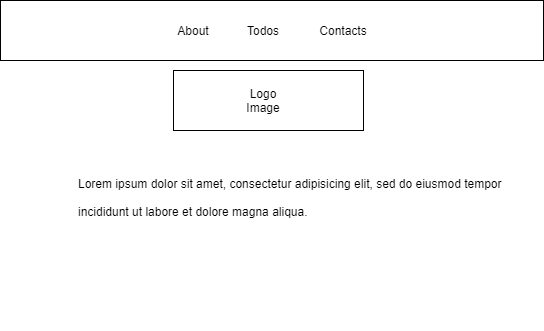 About Todos Contacts
Logo
Image
Lorem ipsum dolor sit amet, consectetur adipisicing elit, sed do eiusmod tempor
incididunt ut labore et dolore magna aliqua.